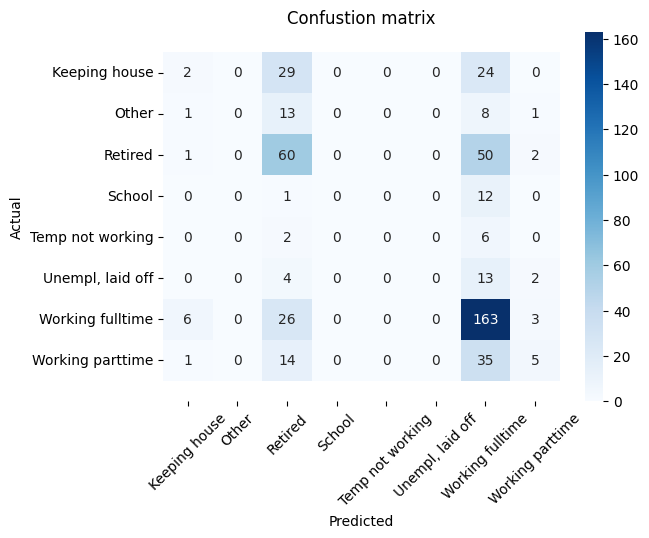 Confustion matrix
Keeping house 2 0 29 0 0 0 24 0
Other 1 0 13 0 0 0 8 1
Retired 1 0 60 0 0 0 50 2
School 0 0 1 0 0 0 12 0
Temp not working 0 0 2 0 0 0 6 0
Unempl, laid off 0 0 4 0 0 0 13 2
Working fulltime 6 0 26 0 0 0 163 3
Working parttime 1 0 14 0 0 0 35 5
Actual
Keeping house
Other
Retired
School
Temp not working
Unempl, laid off
Working fulltime
Working parttime
Predicted
160
140
120
100
80
60
40
20
0